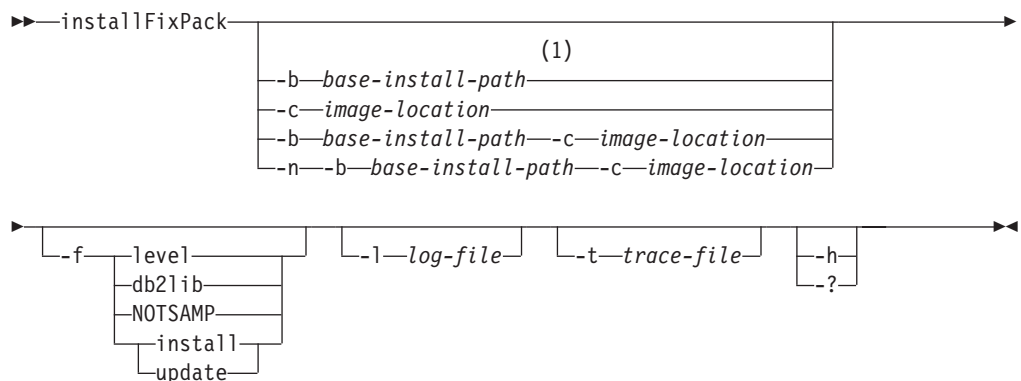 installFixPack
(1)
-b base-install-path
-c image-location
-b base-install-path -c image-location
-n -b base-install-path -c image-location
-f level -l log-file -t trace-file -h
db2lib -?
NOTSAMP
install
update